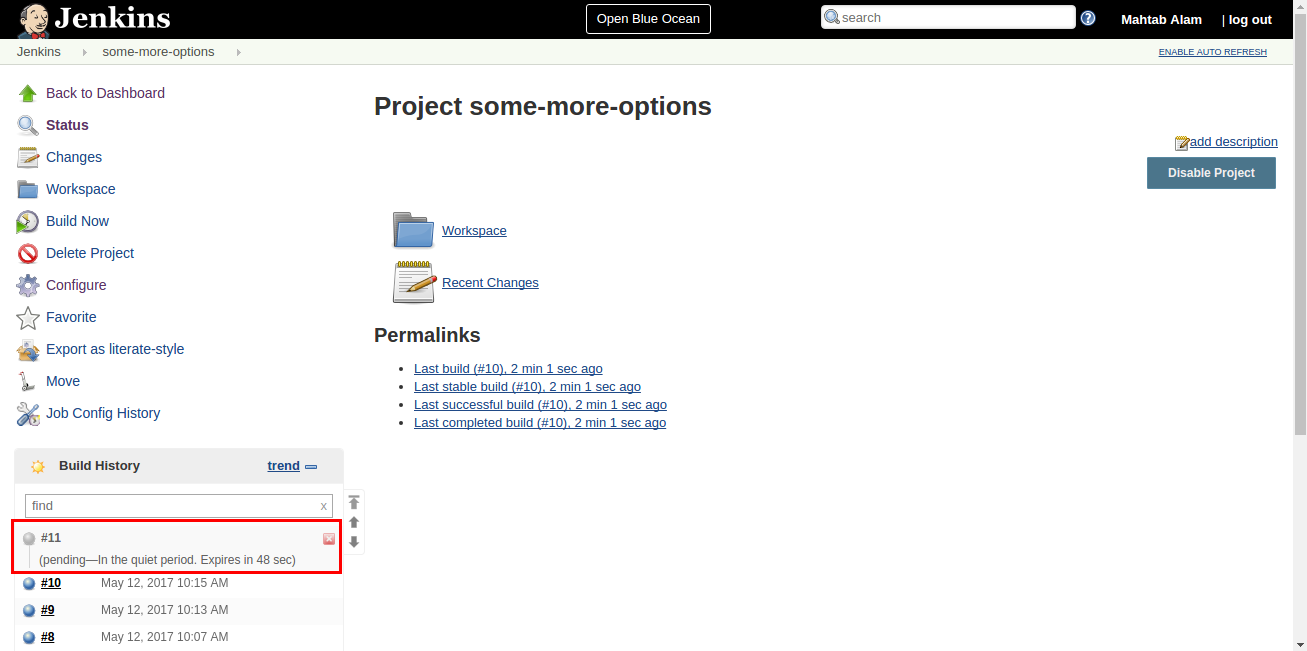 Jenkins
Open Blue Ocean
search
?
Mahtab Alam
| log out
Jenkins
some-more-options
ENABLE AUTO REFRESH
Back to Dashboard
Status
Changes
Workspace
Build Now
Delete Project
Configure
Favorite
Export as literate-style
Move
Job Config History
Project some-more-options
add description
Disable Project
Workspace
Recent Changes
Permalinks
Last build (#10), 2 min 1 sec ago
Last stable build (#10), 2 min 1 sec ago
Last successful build (#10), 2 min 1 sec ago
Last completed build (#10), 2 min 1 sec ago
Build History trend
find x
#11
(pending—In the quiet period. Expires in 48 sec)
#10 May 12, 2017 10:15 AM
#9 May 12, 2017 10:13 AM
#8 May 12, 2017 10:07 AM